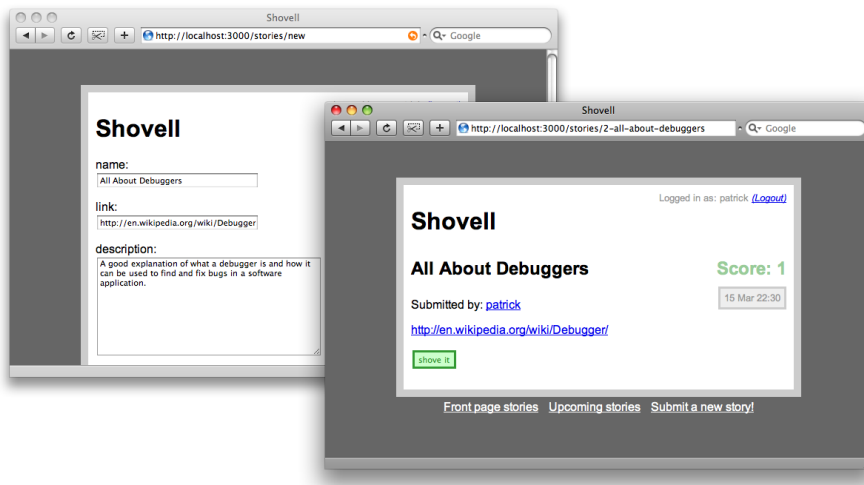 Shovell
http://localhost:3000/stories/new
Google
Shovell
name:
All About Debuggers
link:
http://en.wikipedia.org/wiki/Debugger
description:
A good explanation of what a debugger is and how it
can be used to find and fix bugs in a software
application.
Shovell
http://localhost:3000/stories/2-all-about-debuggers
Google
Logged in as: patrick (Logout)
Shovell
All About Debuggers
Score: 1
15 Mar 22:30
Submitted by: patrick
http://en.wikipedia.org/wiki/Debugger/
shove it
Front page stories Upcoming stories Submit a new story!